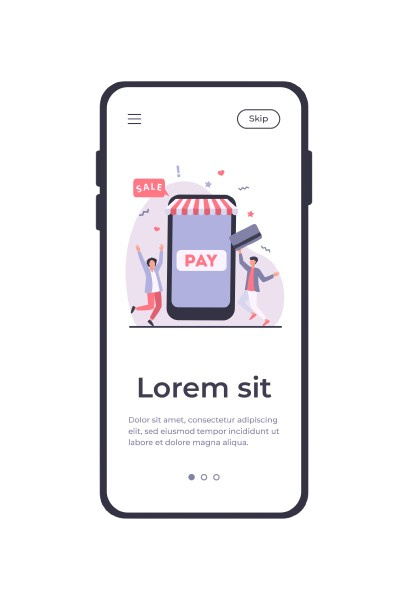 Skip
SALE
PAY
Lorem sit
Dolor sit amet, consectetur adipiscing
elit, sed eiusmod tempor incididunt ut
labore et dolore magna aliqua.